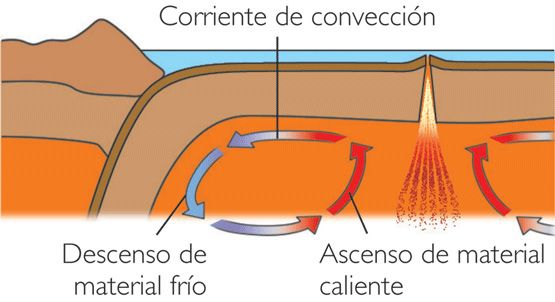 Corriente de convección
Descenso de
material frío
Ascenso de material
caliente